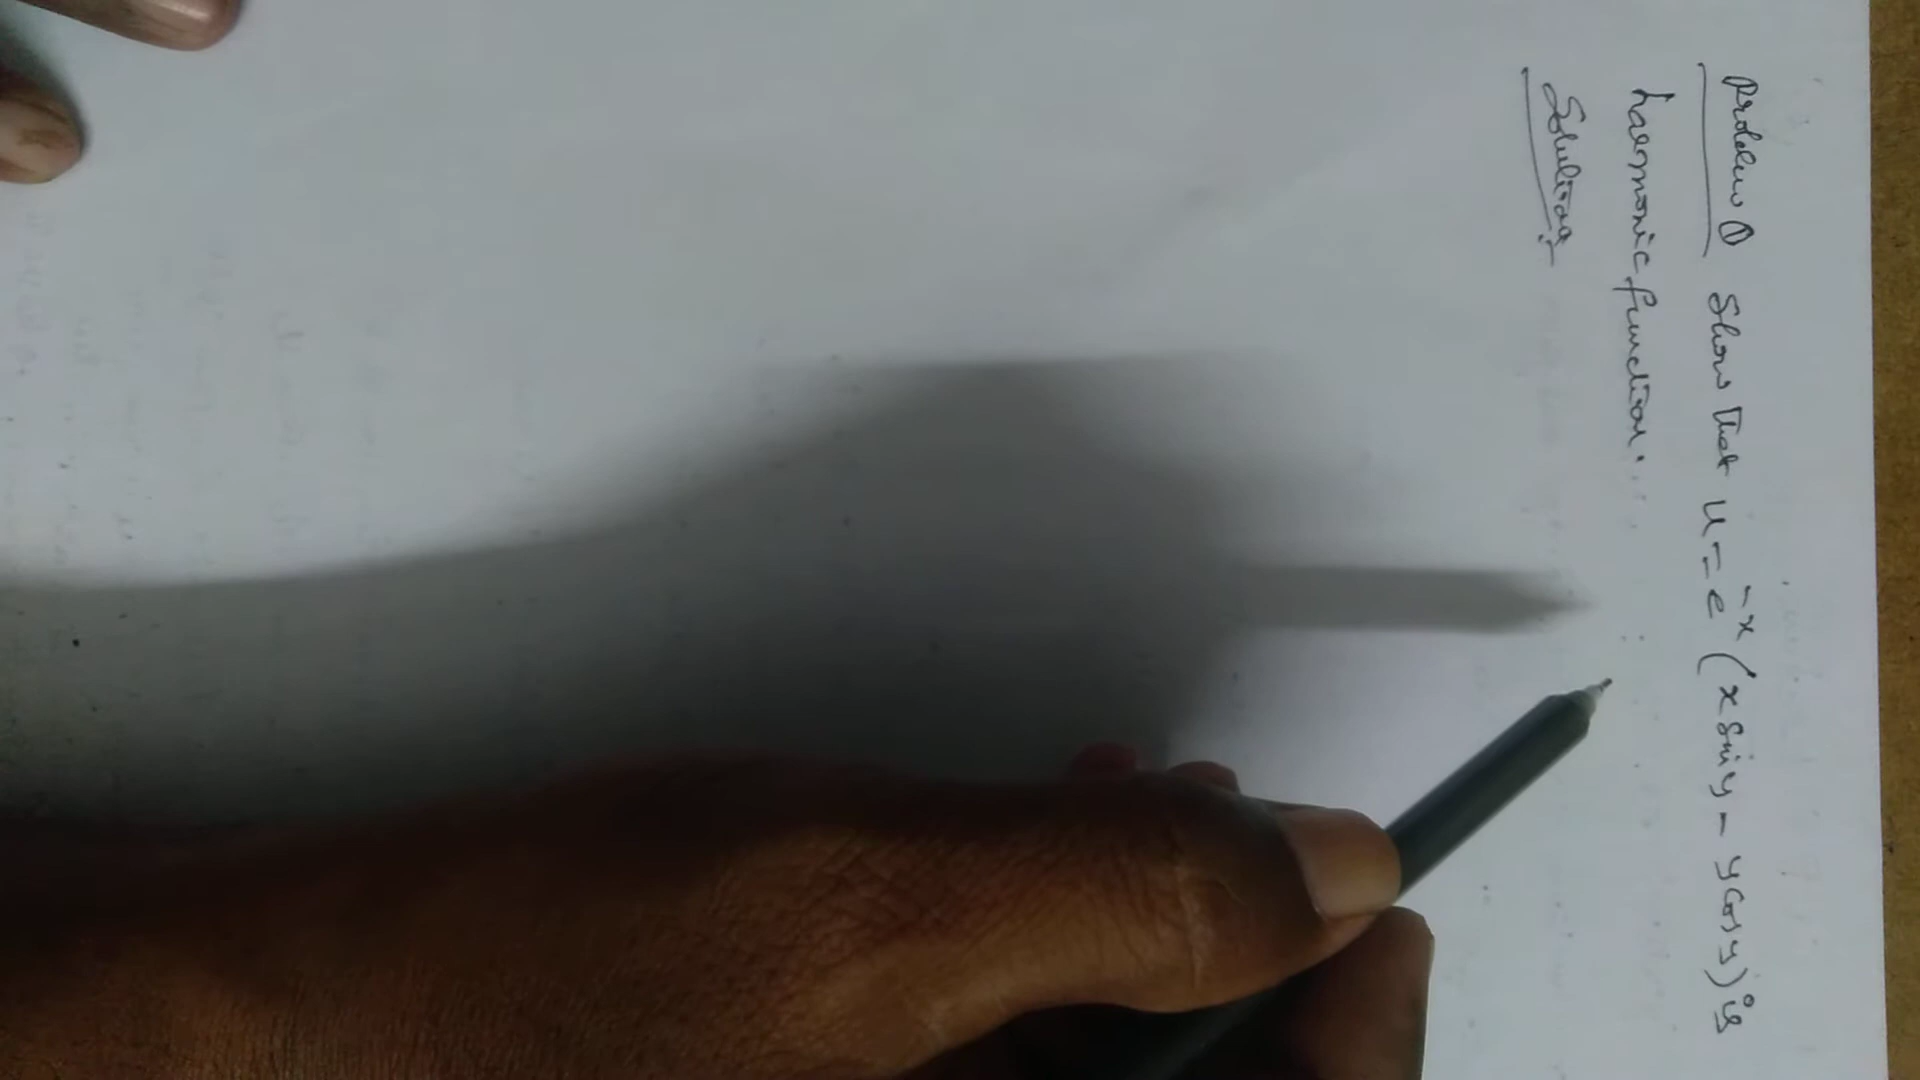 Problem ① Show that u = e^-x (x sin y - y cos y) is
harmonic function.
Solution:-